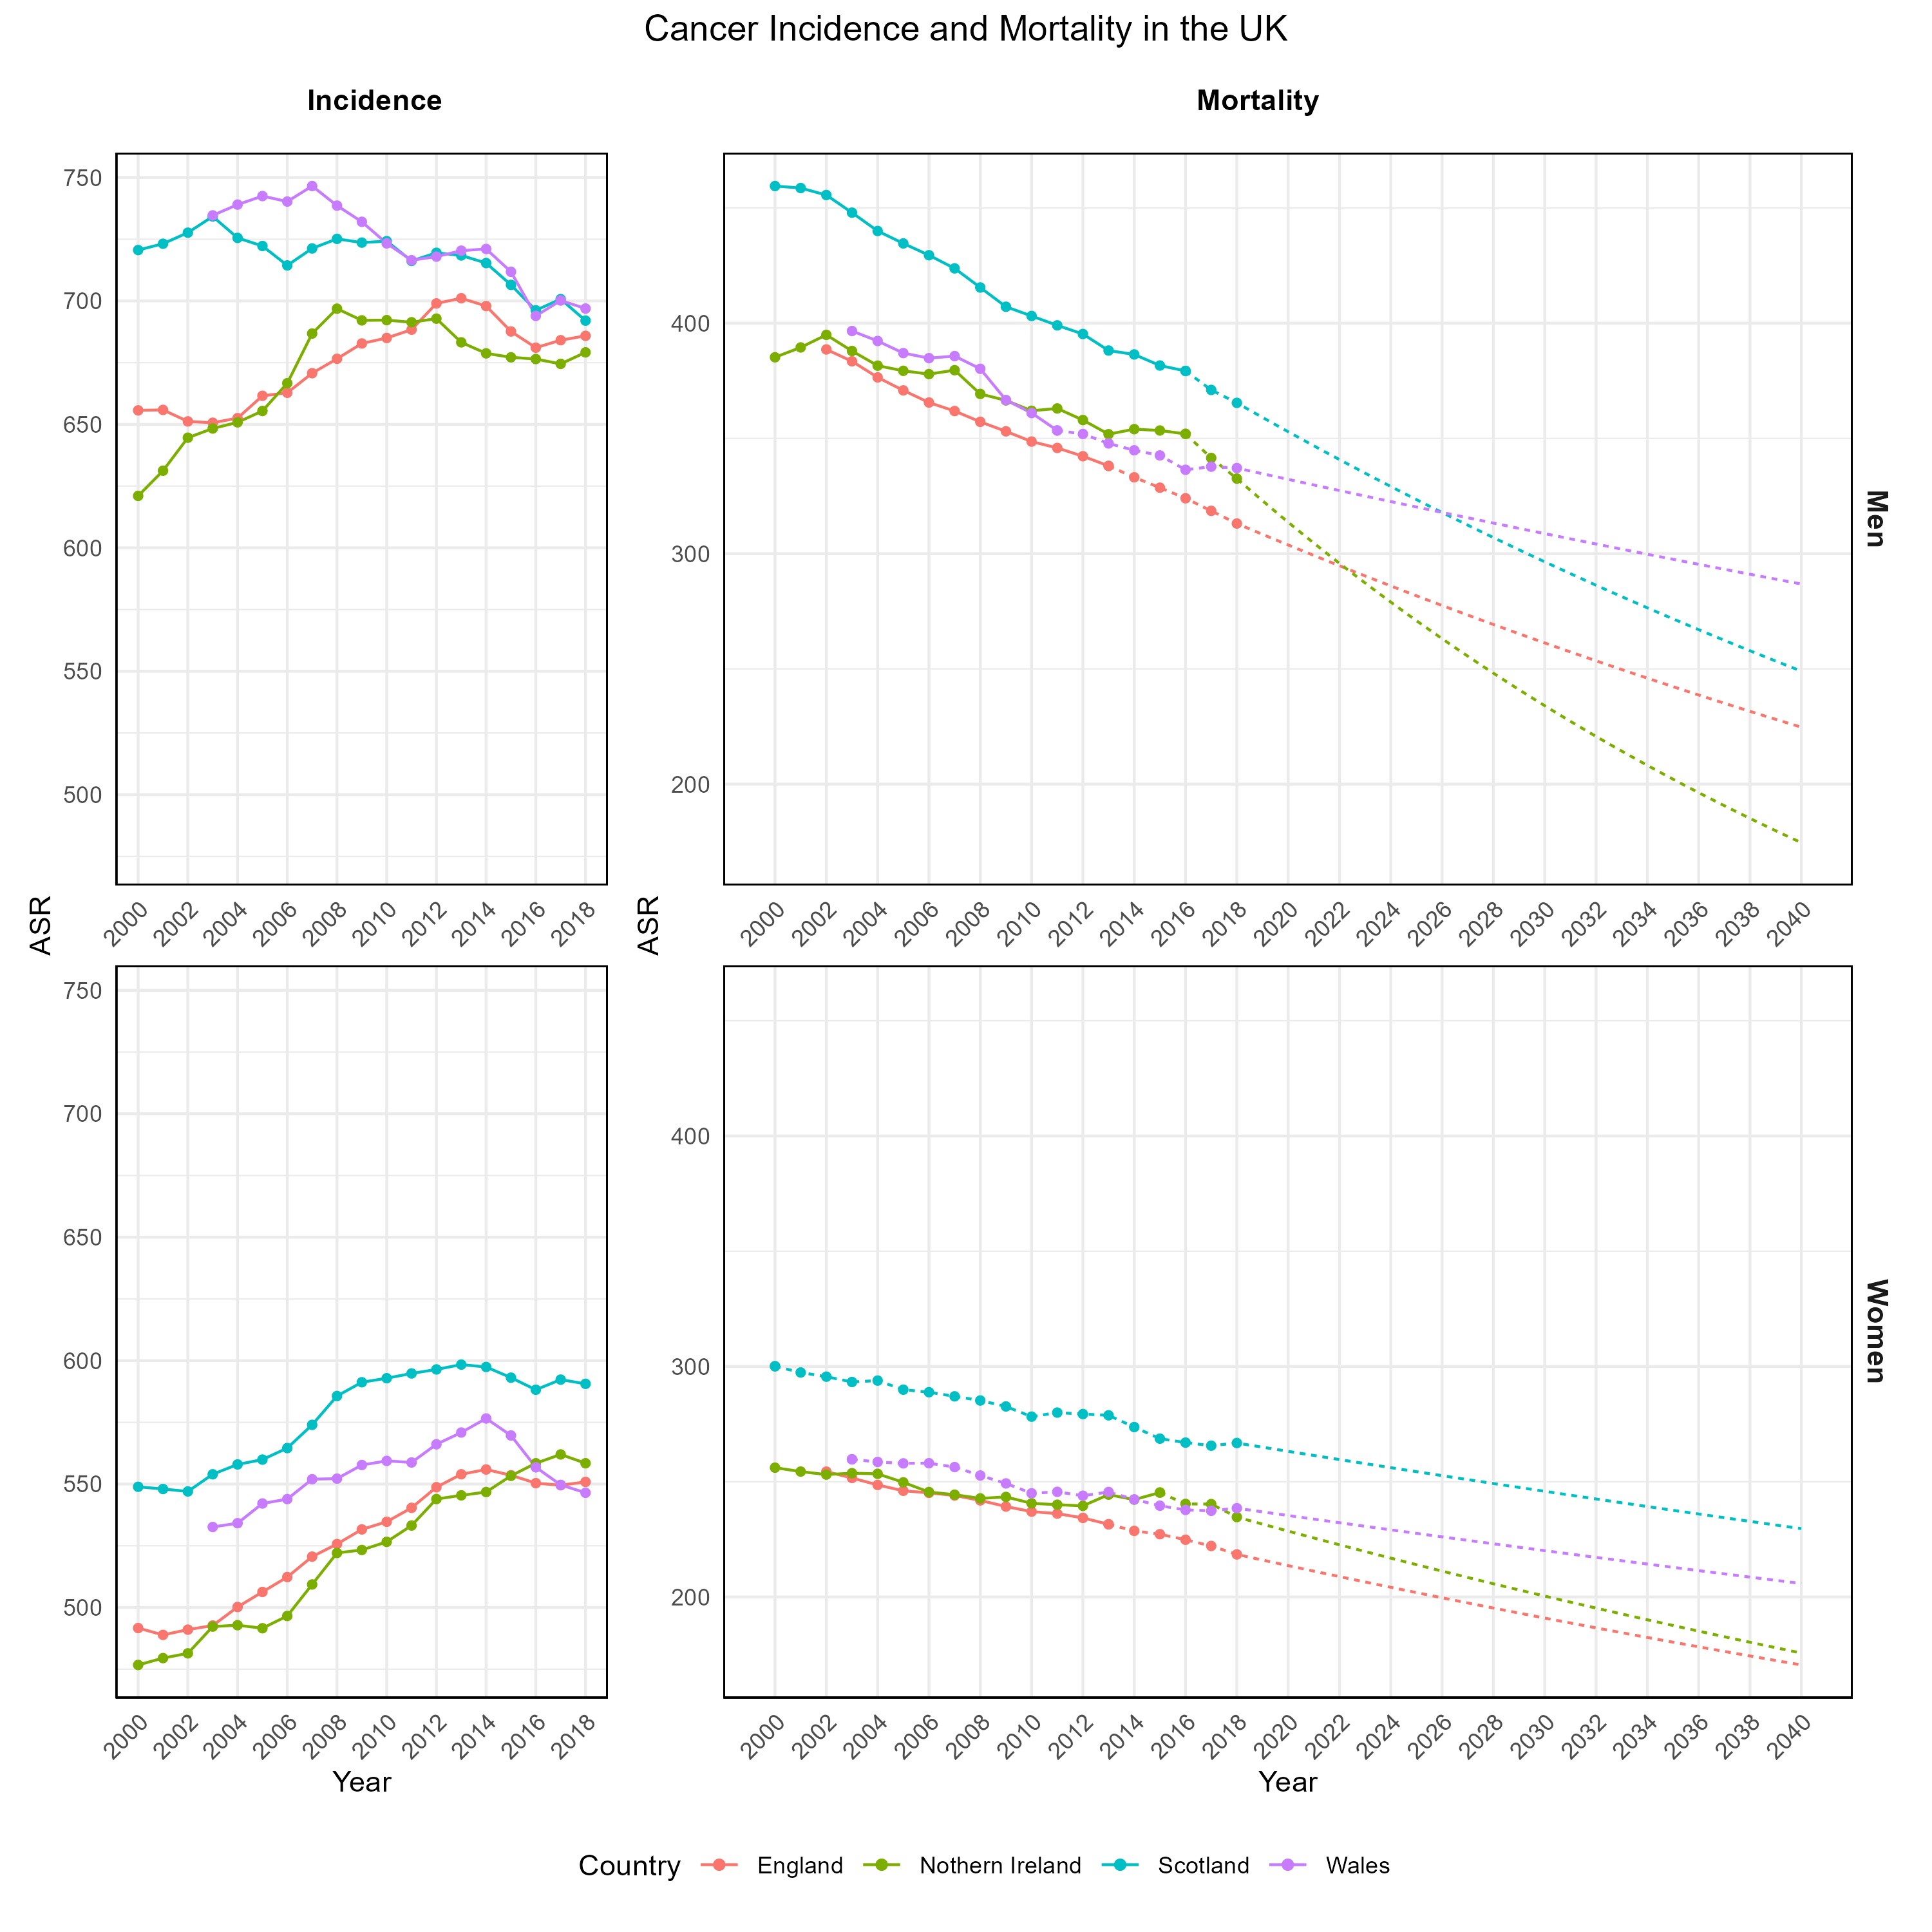 Cancer Incidence and Mortality in the UK
Incidence
Mortality
750
700
650
600
550
500
400
300
200
Men
2000 2002 2004 2006 2008 2010 2012 2014 2016 2018
2000 2002 2004 2006 2008 2010 2012 2014 2016 2018 2020 2022 2024 2026 2028 2030 2032 2034 2036 2038 2040
ASR
ASR
750
700
650
600
550
500
400
300
200
Women
2000 2002 2004 2006 2008 2010 2012 2014 2016 2018
2000 2002 2004 2006 2008 2010 2012 2014 2016 2018 2020 2022 2024 2026 2028 2030 2032 2034 2036 2038 2040
Year
Year
Country England Nothern Ireland Scotland Wales